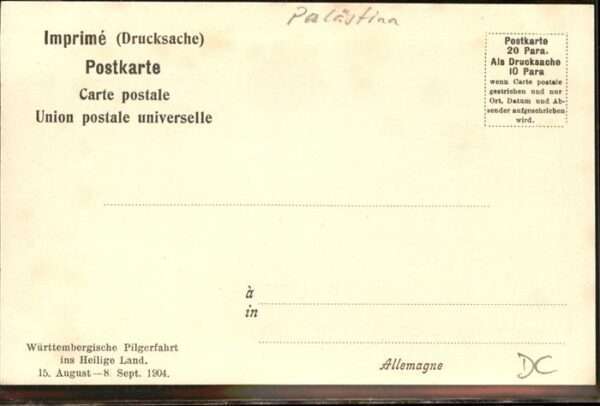 Palästina
Imprimé (Drucksache)
Postkarte
Carte postale
Union postale universelle
Postkarte
20 Para.
Als Drucksache
10 Para
wenn Carte postale
gestrichen und nur
Ort, Datum und Ab-
sender aufgeschrieben
wird.
à
in
Württembergische Pilgerfahrt
ins Heilige Land.
15. August—8. Sept. 1904.
Allemagne
DC